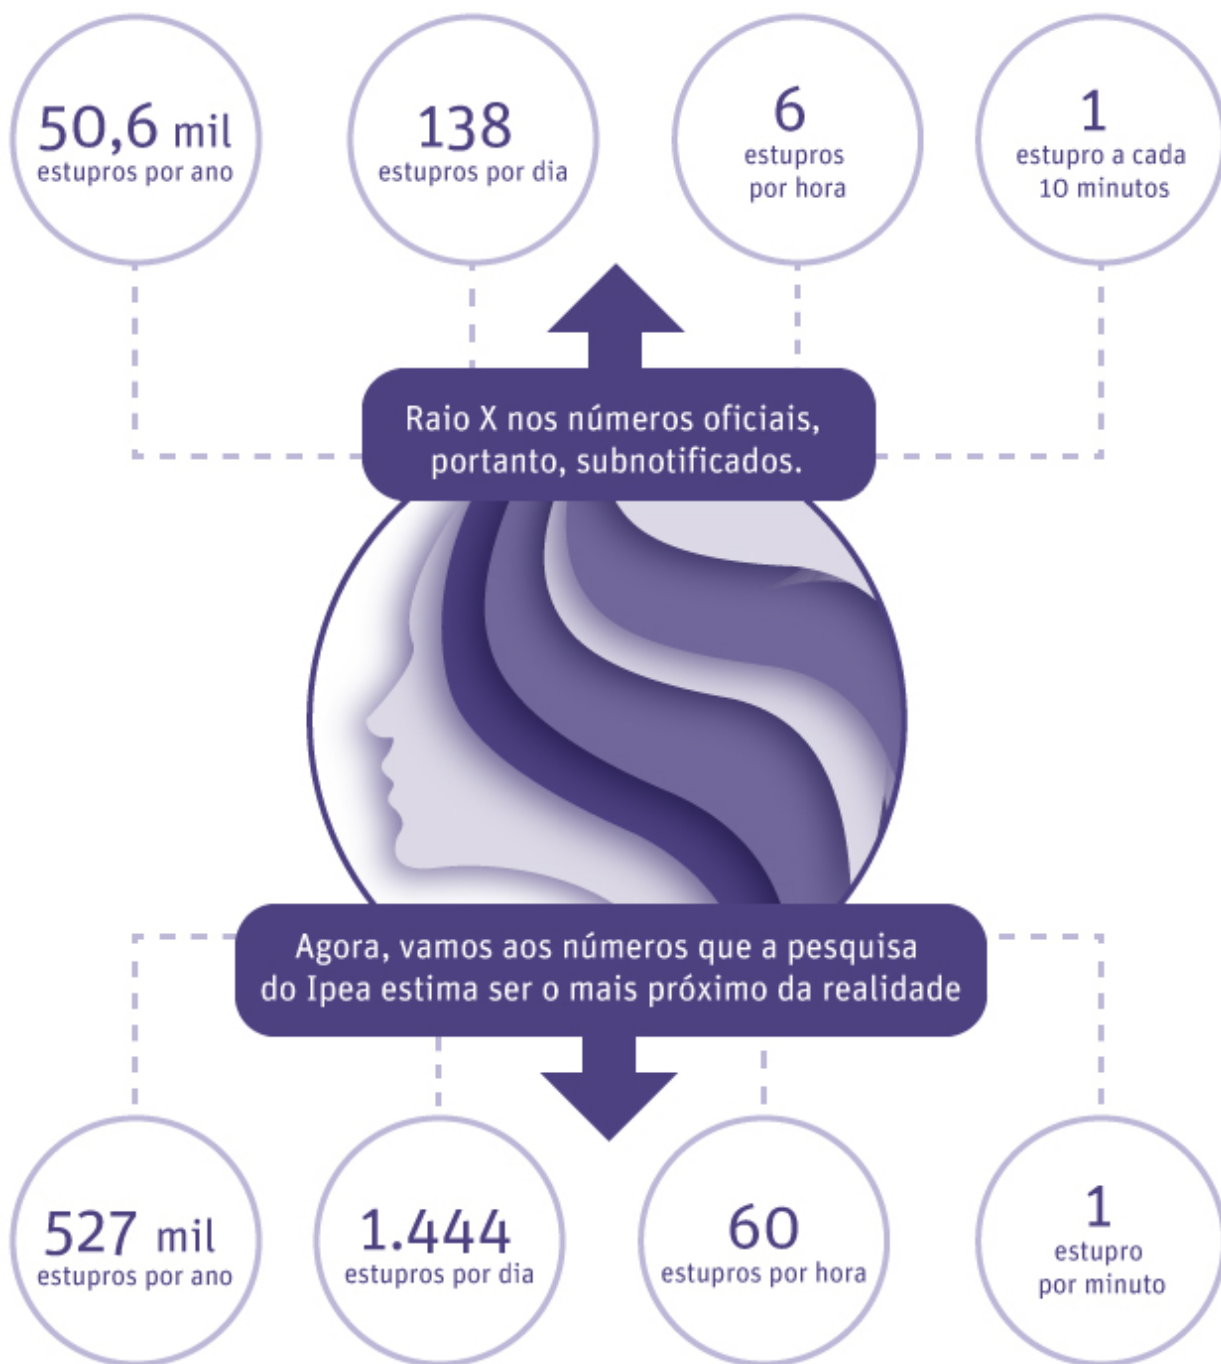 50,6 mil
estupros por ano
138
estupros por dia
6
estupros
por hora
1
estupro a cada
10 minutos
Raio X nos números oficiais,
portanto, subnotificados.
Agora, vamos aos números que a pesquisa
do Ipea estima ser o mais próximo da realidade
527 mil
estupros por ano
1.444
estupros por dia
60
estupros por hora
1
estupro
por minuto